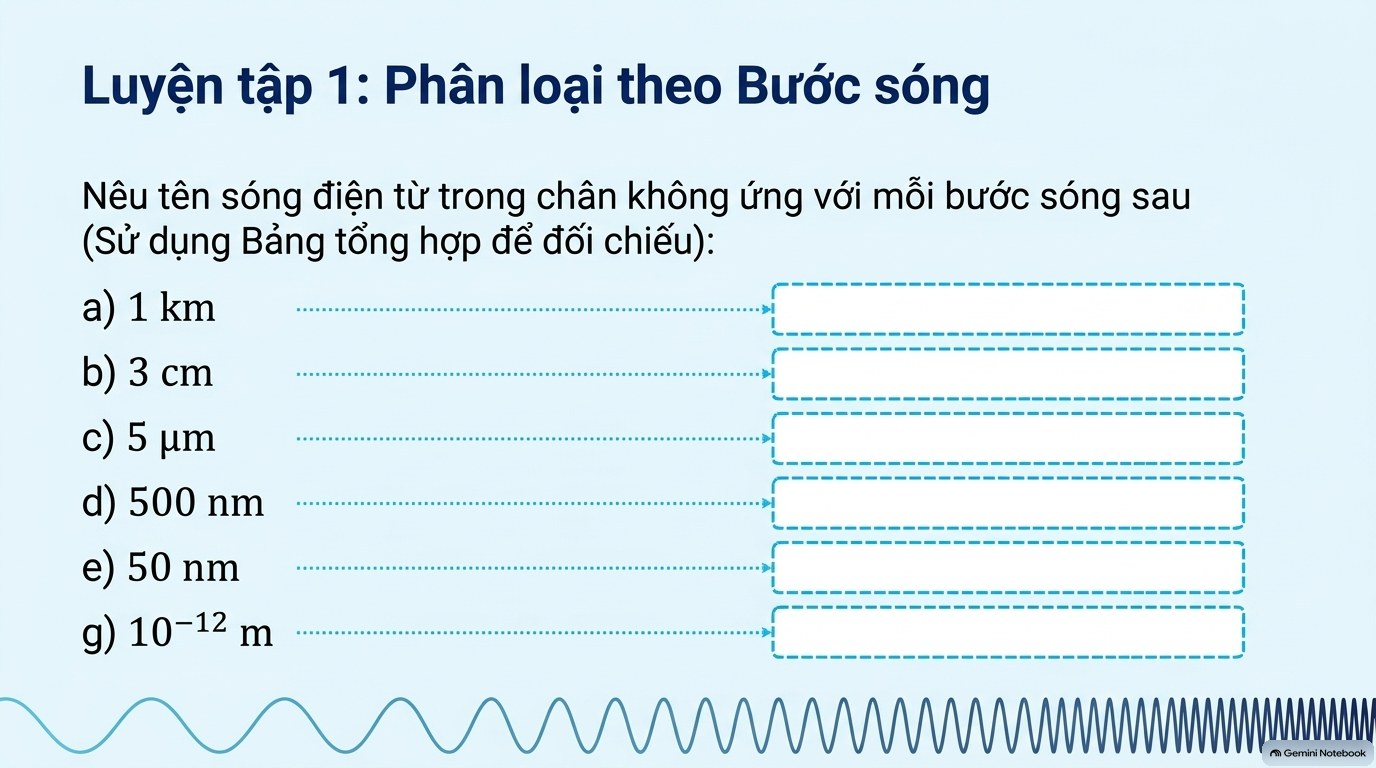 Luyện tập 1: Phân loại theo Bước sóng
Nêu tên sóng điện từ trong chân không ứng với mỗi bước sóng sau
(Sử dụng Bảng tổng hợp để đối chiếu):
a) 1 km
b) 3 cm
c) 5 μm
d) 500 nm
e) 50 nm
g) 10⁻¹² m
Gemini Notebook